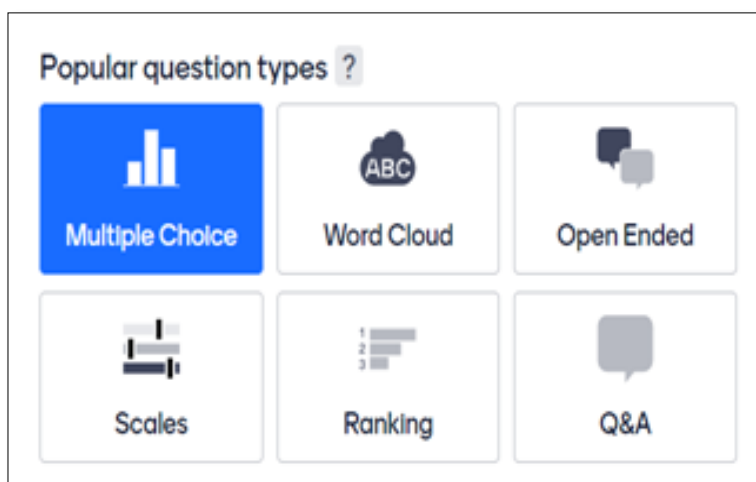 Popular question types ?
ABC
Multiple Choice
Word Cloud
Open Ended
1
2
3
Scales
Ranking
Q&A